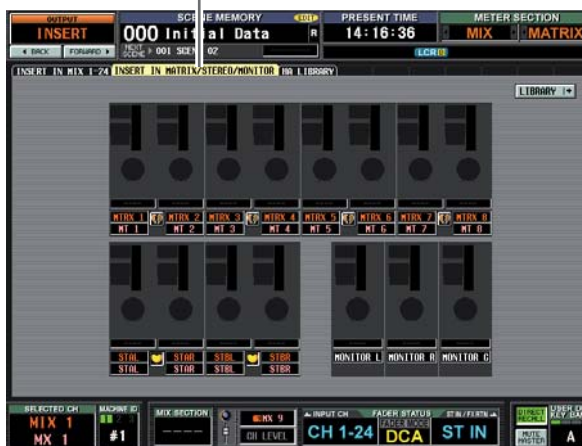 OUTPUT
INSERT
BACK
FORWARD
SCENE MEMORY
EDIT
000 Initial Data
R
NEXT SCENE
001 SCENE 02
PRESENT TIME
14:16:36
LCR
METER SECTION
MIX
MATRIX
INSERT IN MIX 1-24
INSERT IN MATRIX/STEREO/MONITOR
HA LIBRARY
LIBRARY
MTRX 1
MTRX 2
MTRX 3
MTRX 4
MTRX 5
MTRX 6
MTRX 7
MTRX 8
MT 1
MT 2
MT 3
MT 4
MT 5
MT 6
MT 7
MT 8
STAL
STAR
STBL
STBR
STAL
STAR
STBL
STBR
MONITOR L
MONITOR R
MONITOR C
SELECTED CH
MIX 1
MX 1
MACHINE ID
#1
MIX SECTION
----
MX 9
CH LEVEL
INPUT CH
CH 1-24
FADER STATUS
FADER MODE
DCA
ST IN / FXRTN
ST IN
DIRECT RECALL
MUTE MASTER
USER DE
KEY BAN
A